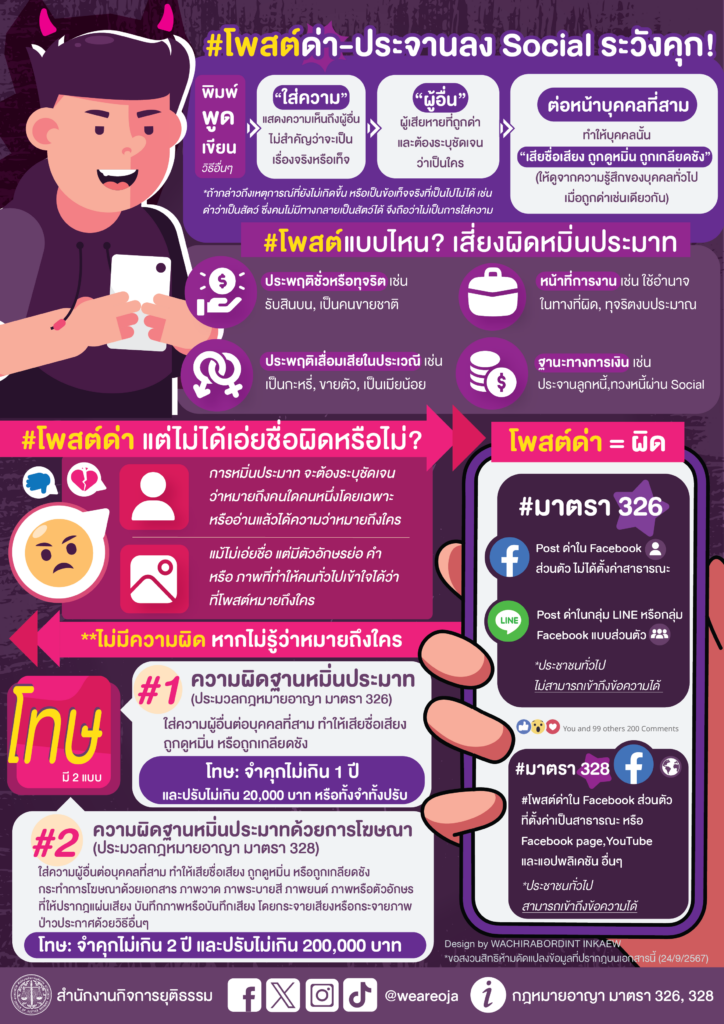 #โพสต์ด่า-ประจานลง Social ระวังคุก!
พิมพ์
พูด
เขียน
วิธีอื่นๆ
“ใส่ความ”
แสดงความเห็นถึงผู้อื่น
ไม่สำคัญว่าจะเป็น
เรื่องจริงหรือเท็จ
“ผู้อื่น”
ผู้เสียหายที่ถูกด่า
และต้องระบุชัดเจน
ว่าเป็นใคร
ต่อหน้าบุคคลที่สาม
ทำให้บุคคลนั้น
“เสียชื่อเสียง ถูกดูหมิ่น ถูกเกลียดชัง”
(ให้ดูจากความรู้สึกของบุคคลทั่วไป
เมื่อถูกด่าเช่นเดียวกัน)
*ถ้ากล่าวถึงเหตุการณ์ที่ยังไม่เกิดขึ้น หรือเป็นข้อเท็จจริงที่เป็นไปไม่ได้ เช่น
ด่าว่าเป็นสัตว์ ซึ่งคนไม่มีทางกลายเป็นสัตว์ได้ จึงถือว่าไม่เป็นการใส่ความ
#โพสต์แบบไหน? เสี่ยงผิดหมิ่นประมาท
ประพฤติชั่วหรือทุจริต เช่น
รับสินบน, เป็นคนขายชาติ
หน้าที่การงาน เช่น ใช้อำนาจ
ในทางที่ผิด, ทุจริตงบประมาณ
ประพฤติเสื่อมเสียในประเวณี เช่น
เป็นกะหรี่, ขายตัว, เป็นเมียน้อย
ฐานะทางการเงิน เช่น
ประจานลูกหนี้,ทวงหนี้ผ่าน Social
#โพสต์ด่า แต่ไม่ได้เอ่ยชื่อผิดหรือไม่?
การหมิ่นประมาท จะต้องระบุชัดเจน
ว่าหมายถึงคนใดคนหนึ่งโดยเฉพาะ
หรืออ่านแล้วได้ความว่าหมายถึงใคร
แม้ไม่เอ่ยชื่อ แต่มีตัวอักษรย่อ คำ
หรือ ภาพที่ทำให้คนทั่วไปเข้าใจได้ว่า
ที่โพสต์หมายถึงใคร
**ไม่มีความผิด หากไม่รู้ว่าหมายถึงใคร
โทษ
มี 2 แบบ
#1 ความผิดฐานหมิ่นประมาท
(ประมวลกฎหมายอาญา มาตรา 326)
ใส่ความผู้อื่นต่อบุคคลที่สาม ทำให้เสียชื่อเสียง
ถูกดูหมิ่น หรือถูกเกลียดชัง
โทษ: จำคุกไม่เกิน 1 ปี
และปรับไม่เกิน 20,000 บาท หรือทั้งจำทั้งปรับ
#2 ความผิดฐานหมิ่นประมาทด้วยการโฆษณา
(ประมวลกฎหมายอาญา มาตรา 328)
ใส่ความผู้อื่นต่อบุคคลที่สาม ทำให้เสียชื่อเสียง ถูกดูหมิ่น หรือถูกเกลียดชัง
กระทำการโฆษณาด้วยเอกสาร ภาพวาด ภาพระบายสี ภาพยนต์ ภาพหรือตัวอักษร
ที่ให้ปรากฏแผ่นเสียง บันทึกภาพหรือบันทึกเสียง โดยกระจายเสียงหรือกระจายภาพ
ป่าวประกาศด้วยวิธีอื่นๆ
โทษ: จำคุกไม่เกิน 2 ปี และปรับไม่เกิน 200,000 บาท
โพสต์ด่า = ผิด
#มาตรา 326
Post ด่าใน Facebook
ส่วนตัว ไม่ได้ตั้งค่าสาธารณะ
LINE
Post ด่าในกลุ่ม LINE หรือกลุ่ม
Facebook แบบส่วนตัว
*ประชาชนทั่วไป
ไม่สามารถเข้าถึงข้อความได้
You and 99 others 200 Comments
#มาตรา 328
#โพสต์ด่าใน Facebook ส่วนตัว
ที่ตั้งค่าเป็นสาธารณะ หรือ
Facebook page,YouTube
และแอปพลิเคชัน อื่นๆ
*ประชาชนทั่วไป
สามารถเข้าถึงข้อความได้
Design by WACHIRABORDINT INKAEW
*ขอสงวนสิทธิห้ามดัดแปลงข้อมูลที่ปรากฏบนเอกสารนี้ (24/9/2567)
สำนักงานกิจการยุติธรรม
@weareoja
กฎหมายอาญา มาตรา 326, 328